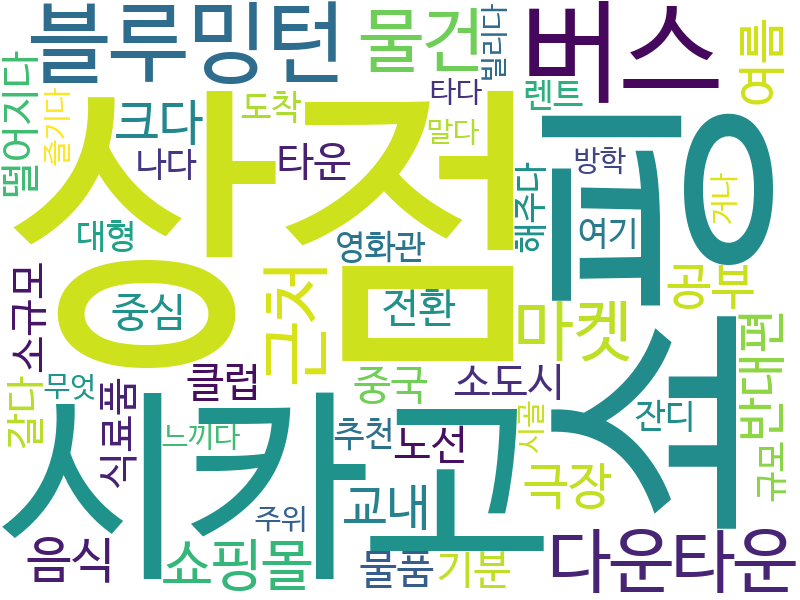 블루밍턴
물건
빌리다
버스
여름
떨어지다
즐기다
크다
도착
타다
렌트
말다
나다
타운
상점
쇼핑
방학
거나
해주다
대형
영화관
여기
공부
중심
근처
전환
마켓
소규모
반대편
갈다
무엇
클럽
중국
소도시
식료품
느끼다
시카고
추천
노선
시골
잔디
규모
주위
교내
극장
음식
쇼핑몰
물품
기분
다운타운